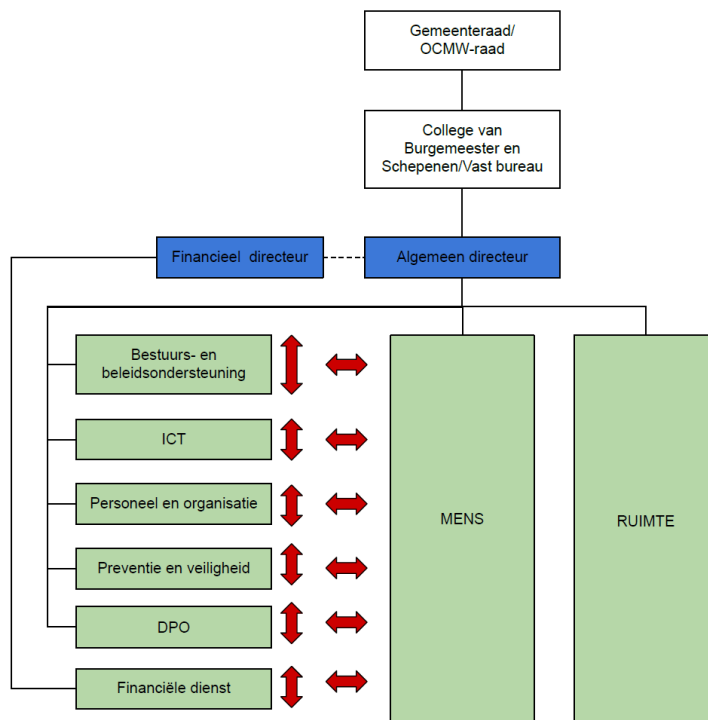 Gemeenteraad/
OCMW-raad
College van
Burgemeester en
Schepenen/Vast bureau
Financieel directeur
Algemeen directeur
Bestuurs- en
beleidsondersteuning
ICT
Personeel en organisatie
Preventie en veiligheid
DPO
Financiële dienst
MENS
RUIMTE